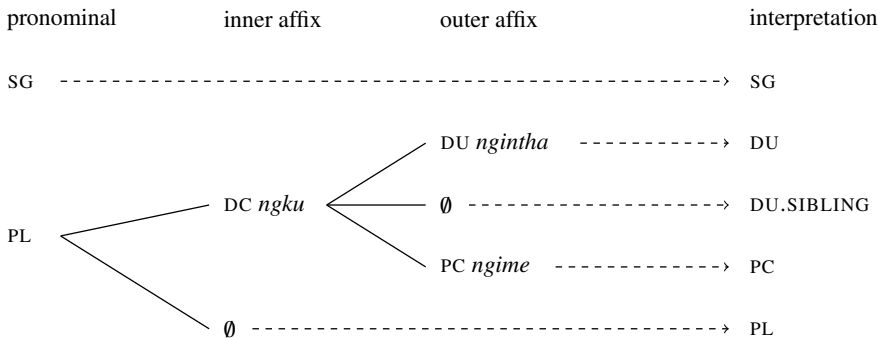 pronominal inner affix outer affix interpretation
SG SG
DU ngintha DU
DC ngku ∅ DU.SIBLING
PL
PC ngime PC
∅ PL